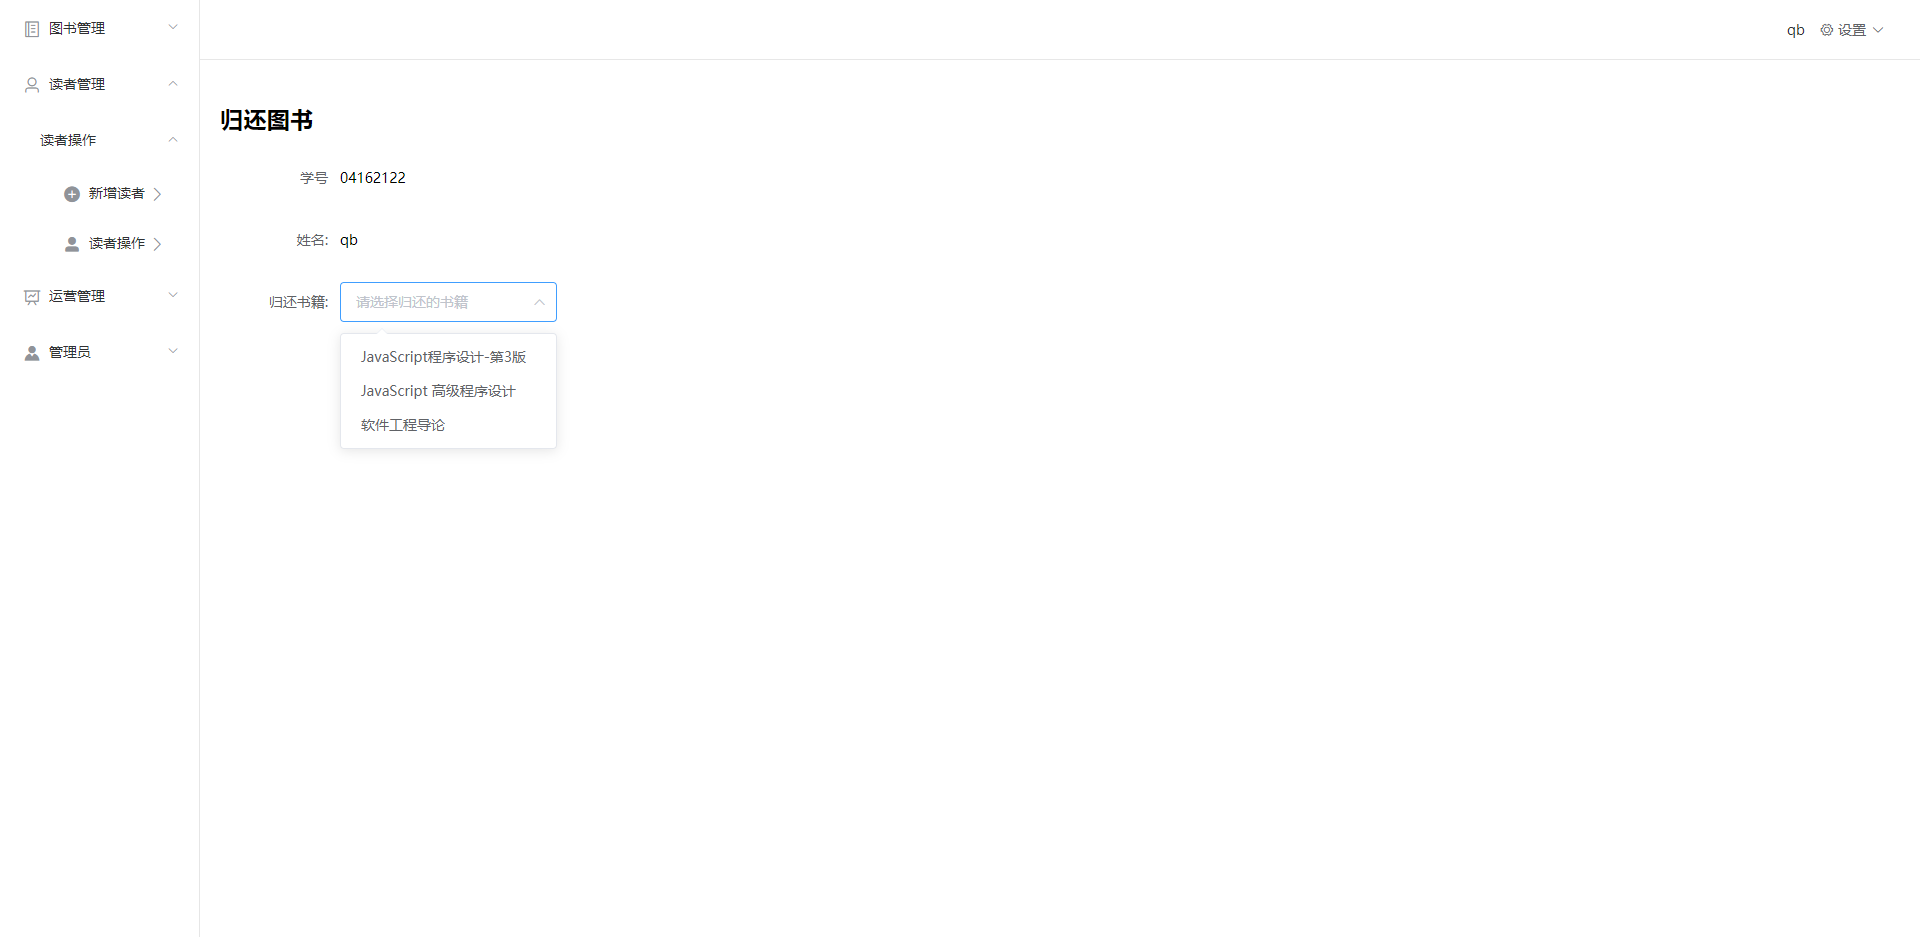 图书管理
读者管理
读者操作
新增读者
读者操作
运营管理
管理员
qb 设置
归还图书
学号 04162122
姓名: qb
归还书籍: 请选择归还的书籍
JavaScript程序设计-第3版
JavaScript 高级程序设计
软件工程导论